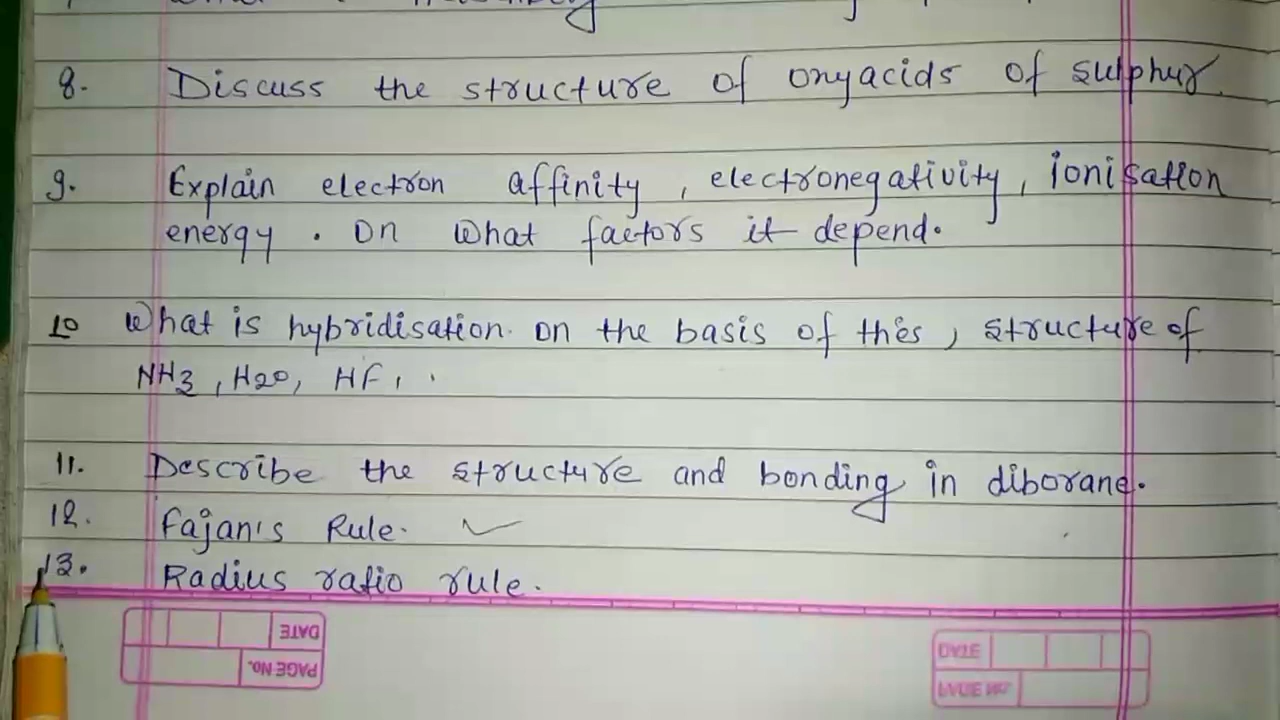 8. Discuss the structure of oxyacids of sulphur
9. Explain electron affinity, electronegativity, ionisation
energy. On what factors it depend.
10 What is hybridisation. on the basis of this, structure of
NH3, H2O, HF, .
11. Describe the structure and bonding in diborane.
12. Fajan's Rule.
13. Radius ratio rule.
DATE
PAGE No.
DATE
PAGE No.